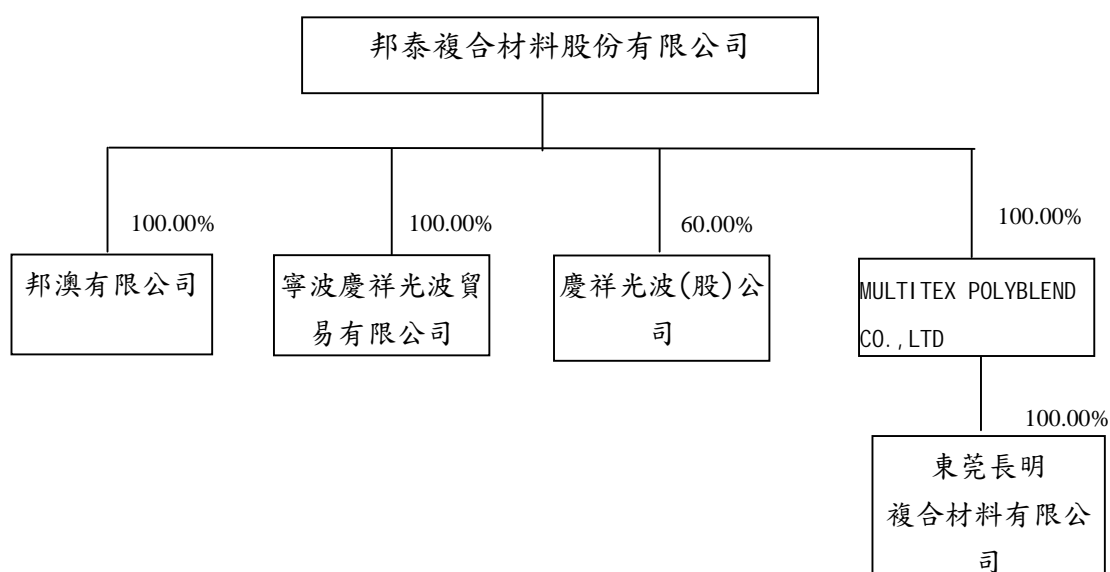 邦泰複合材料股份有限公司
100.00%
100.00%
60.00%
100.00%
邦澳有限公司
寧波慶祥光波貿
易有限公司
慶祥光波(股)公
司
MULTITEX POLYBLEND
CO.,LTD
100.00%
東莞長明
複合材料有限公
司